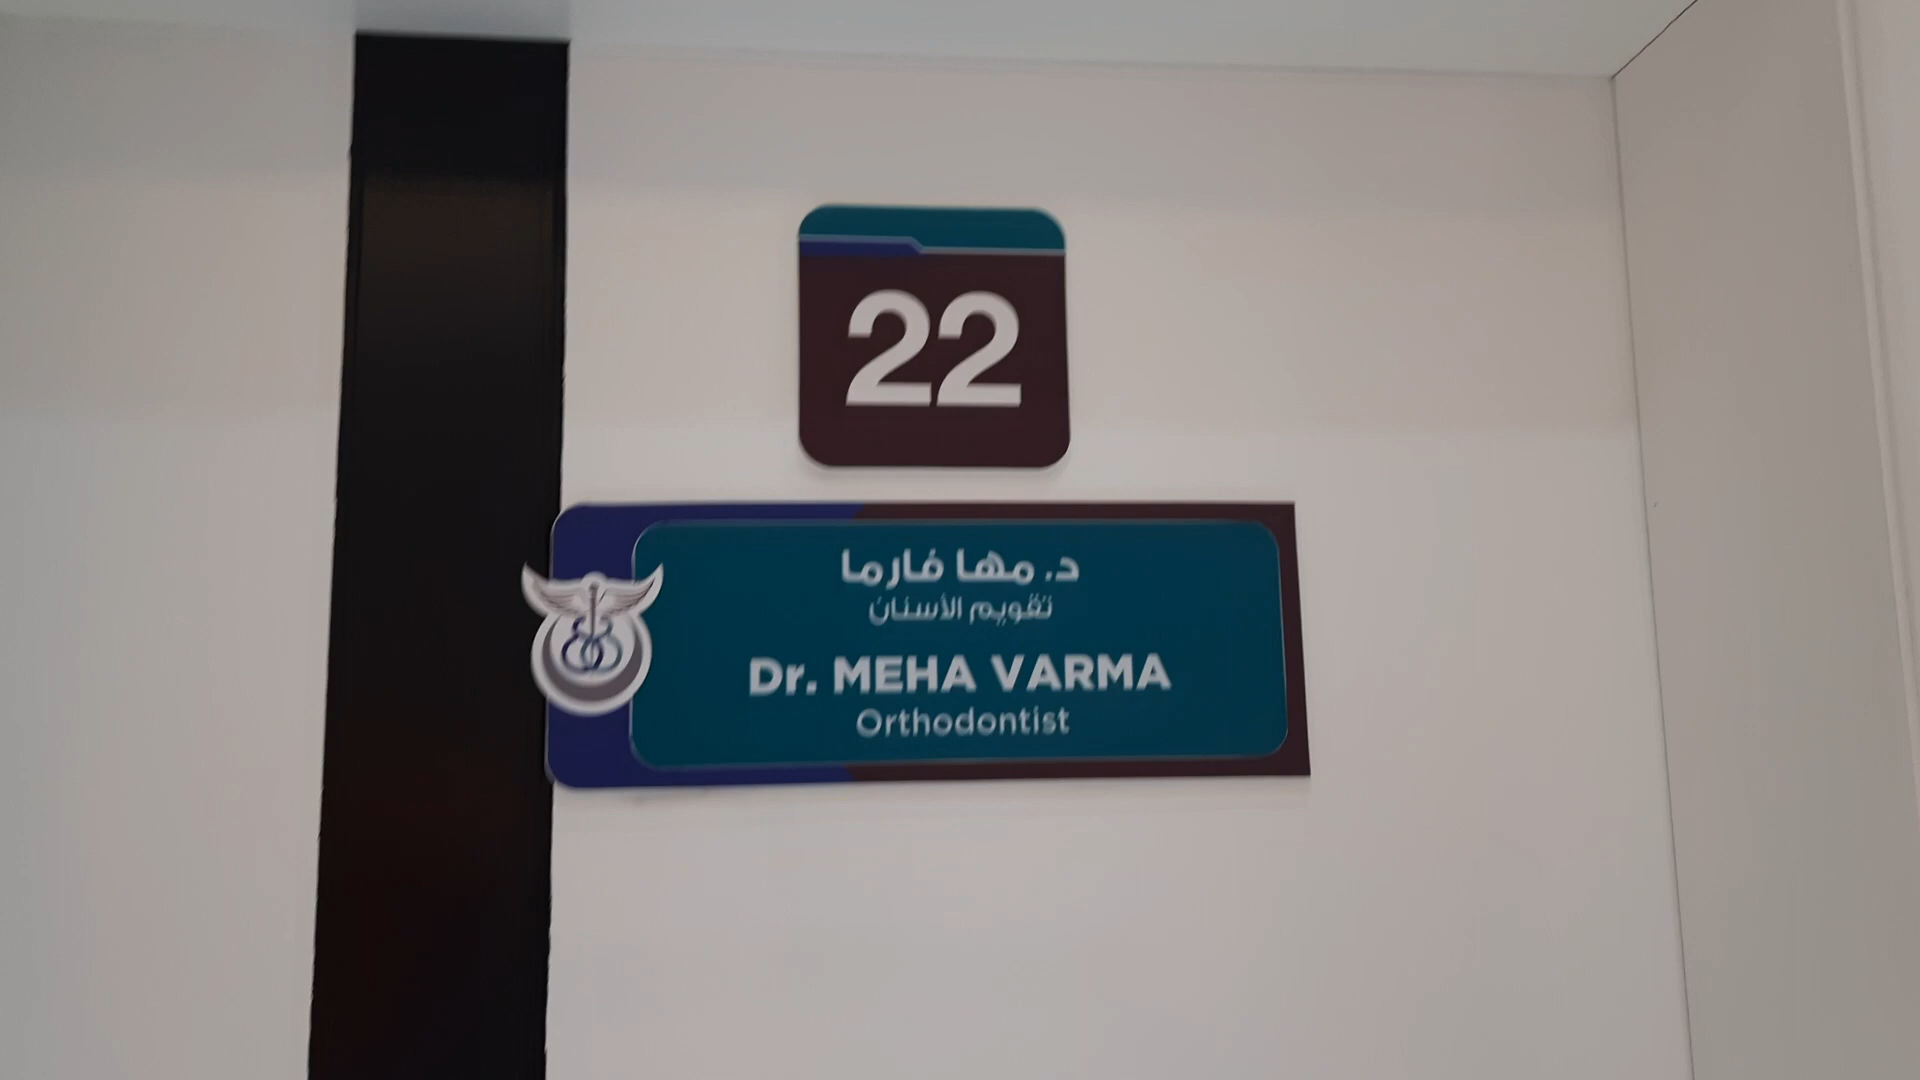 22
د. مها فارما
تقويم الأسنان
Dr. MEHA VARMA
Orthodontist